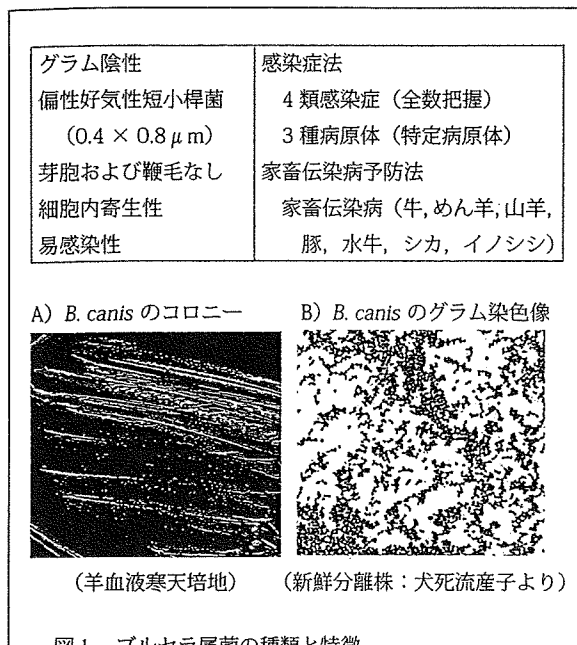 グラム陰性
偏性好気性短小桿菌
(0.4 × 0.8 μm)
芽胞および鞭毛なし
細胞内寄生性
易感染性
感染症法
4類感染症(全数把握)
3種病原体(特定病原体)
家畜伝染病予防法
家畜伝染病(牛,めん羊,山羊,
豚,水牛,シカ,イノシシ)
A) B. canis のコロニー
B) B. canis のグラム染色像
(羊血液寒天培地)
(新鮮分離株:犬死流産子より)
図1 ブルセラ属菌の種類と特徴